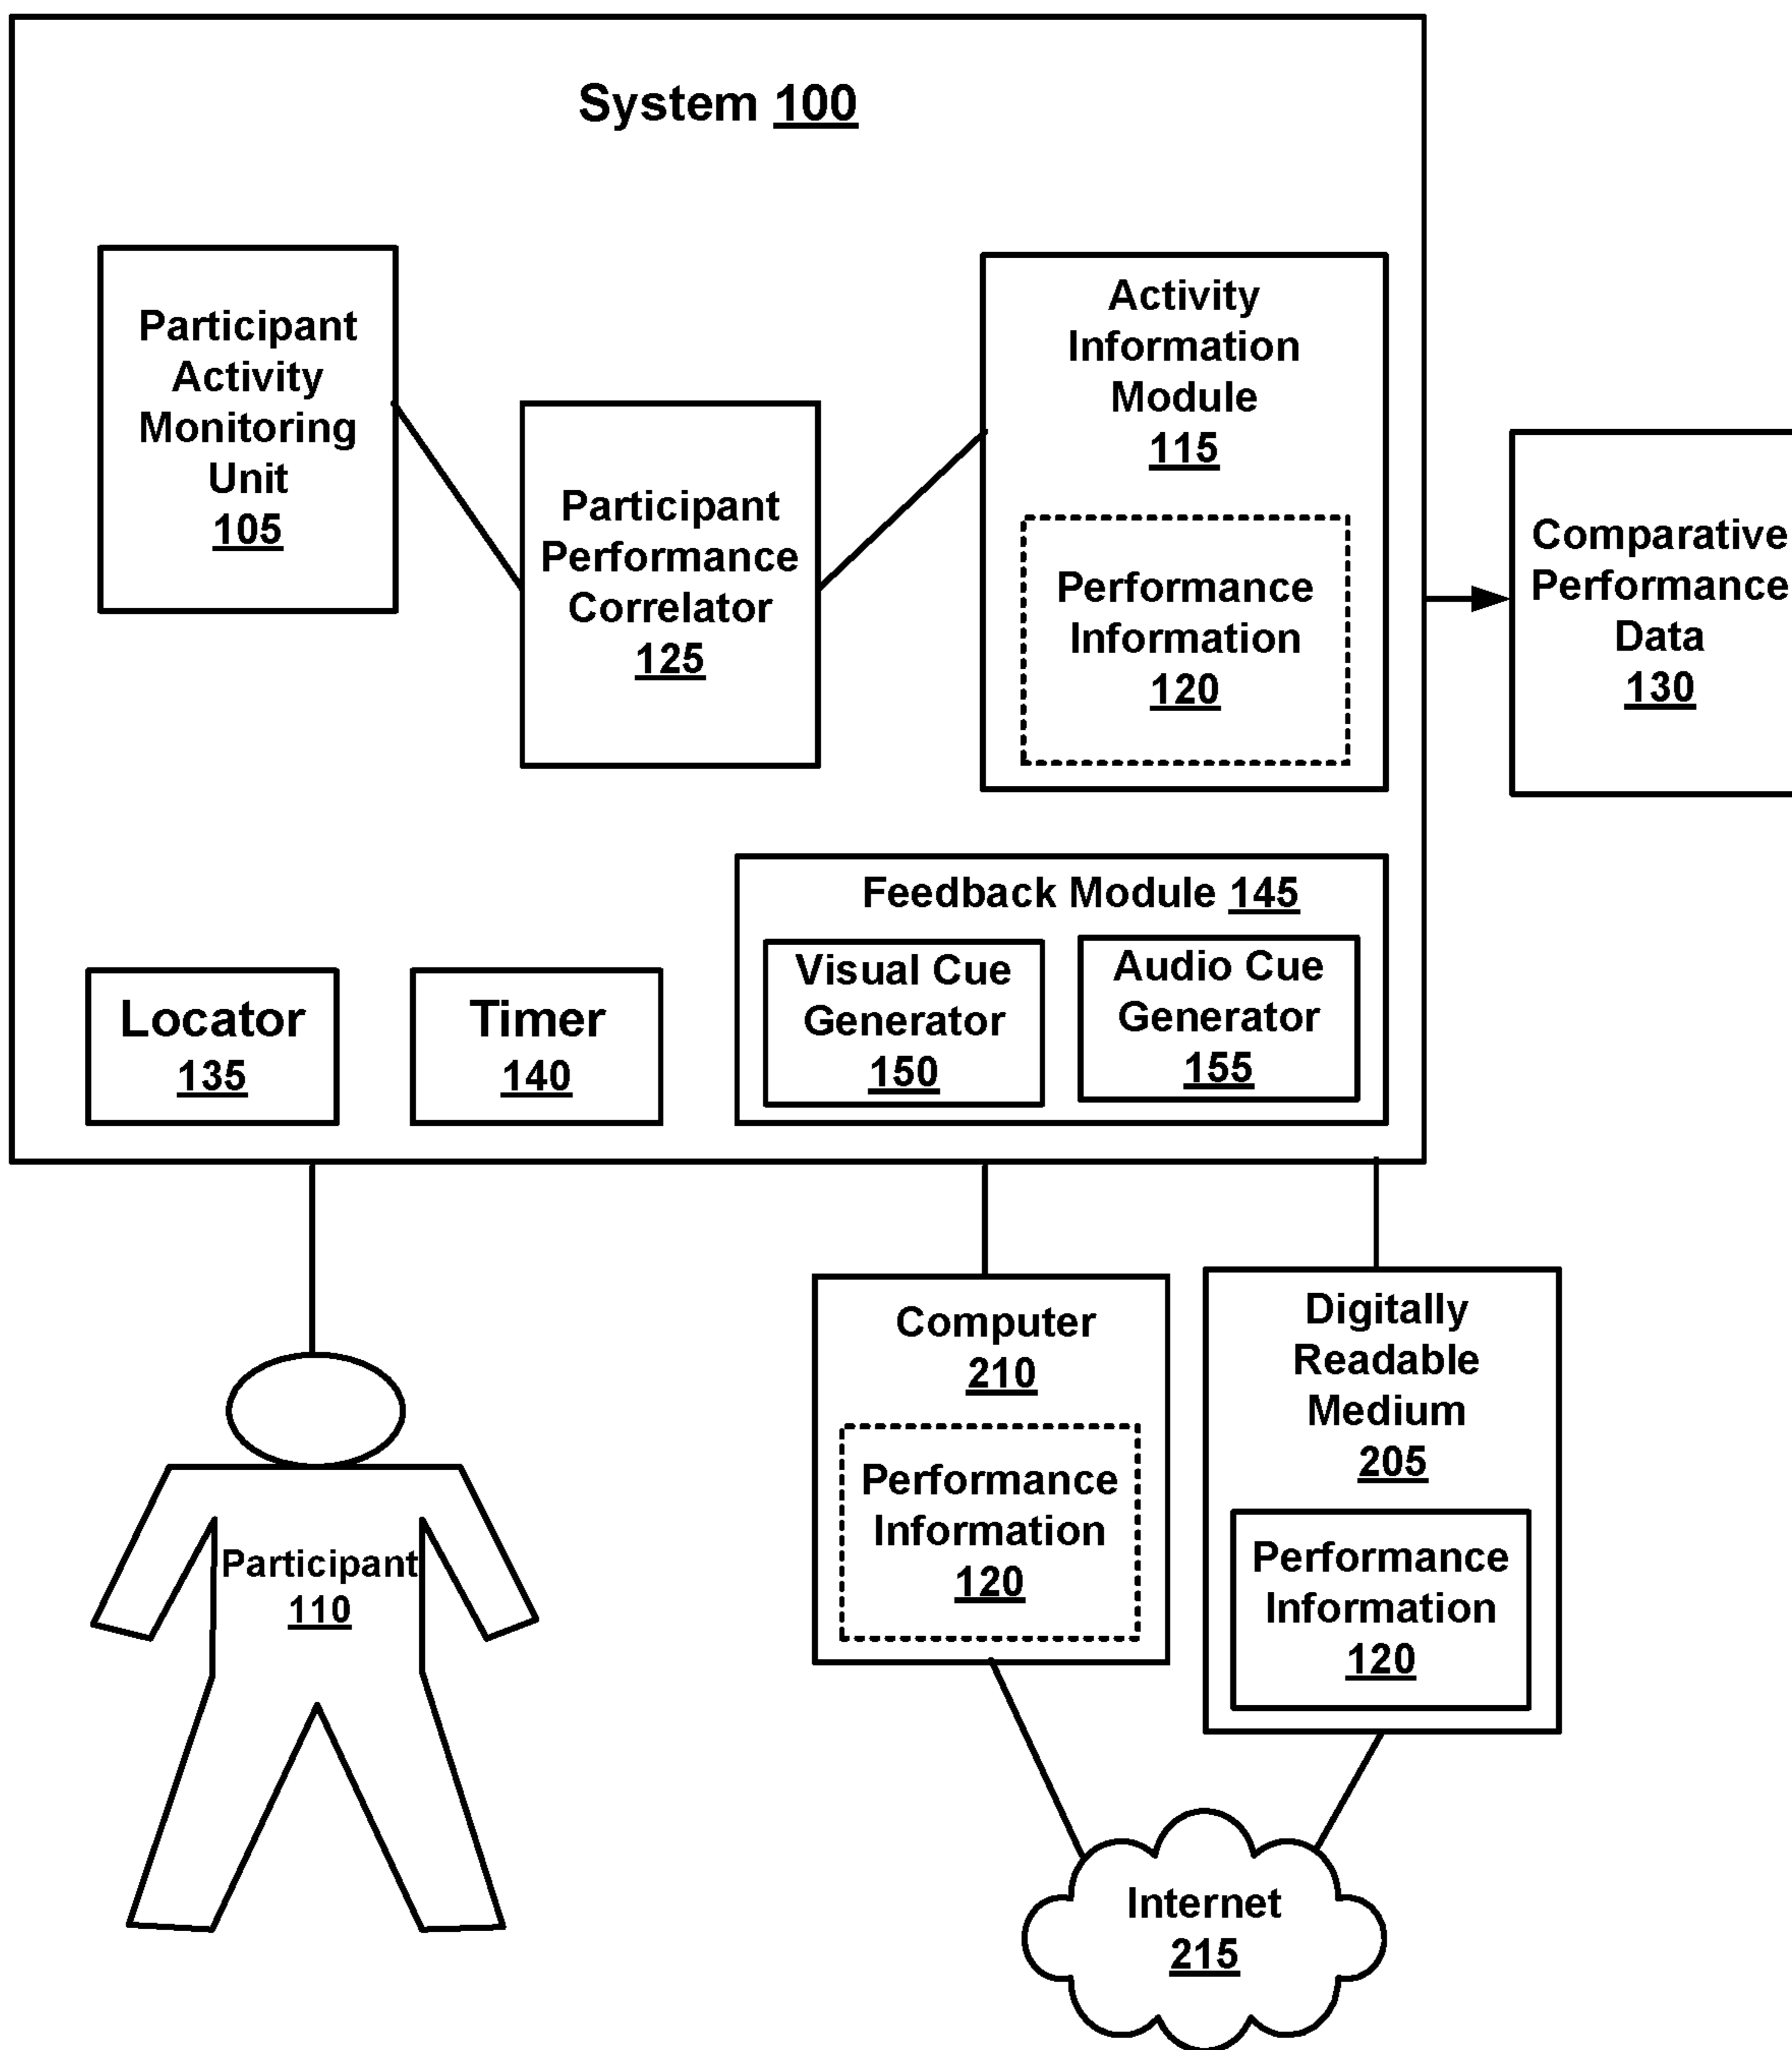 System 100
Participant
Activity
Monitoring
Unit
105
Participant
Performance
Correlator
125
Activity
Information
Module
115
Performance
Information
120
Comparative
Performance
Data
130
Locator
135
Timer
140
Feedback Module 145
Visual Cue
Generator
150
Audio Cue
Generator
155
Participant
110
Computer
210
Performance
Information
120
Digitally
Readable
Medium
205
Performance
Information
120
Internet
215